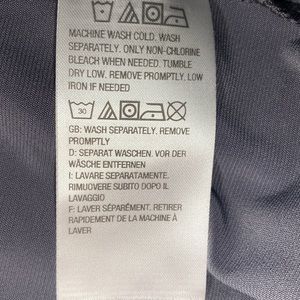 MACHINE WASH COLD. WASH
SEPARATELY. ONLY NON-CHLORINE
BLEACH WHEN NEEDED. TUMBLE
DRY LOW. REMOVE PROMPTLY. LOW
IRON IF NEEDED
30
GB: WASH SEPARATELY. REMOVE
PROMPTLY
D: SEPARAT WASCHEN. VOR DER
WÄSCHE ENTFERNEN
I: LAVARE SEPARATAMENTE.
RIMUOVERE SUBITO DOPO IL
LAVAGGIO
F: LAVER SÉPARÉMENT. RETIRER
RAPIDEMENT DE LA MACHINE À
LAVER